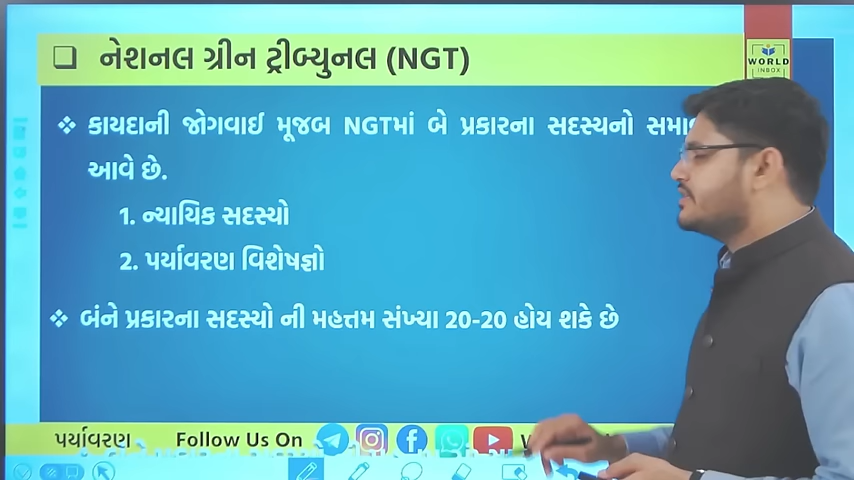 ❑ નેશનલ ગ્રીન ટ્રીબ્યુનલ (NGT)
WORLD
INBOX
❖ કાયદાની જોગવાઈ મૂજબ NGTમાં બે પ્રકારના સદસ્યનો
આવે છે.
1. ન્યાયિક સદસ્યો
2. પર્યાવરણ વિશેષજ્ઞો
❖ બંને પ્રકારના સદસ્યો ની મહત્તમ સંખ્યા 20-20 હોય શકે છે
પર્યાવરણ Follow Us On